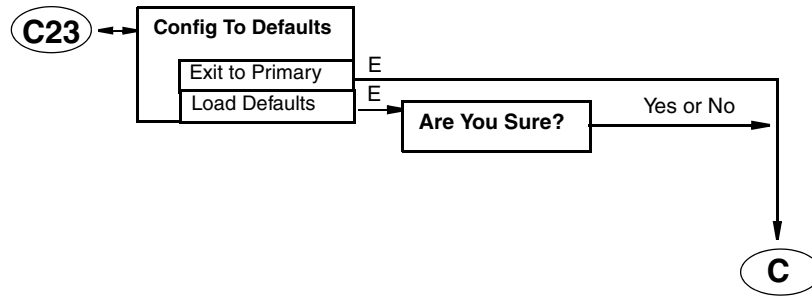 C23
Config To Defaults
Exit to Primary
E
Load Defaults
E
Are You Sure?
Yes or No
C